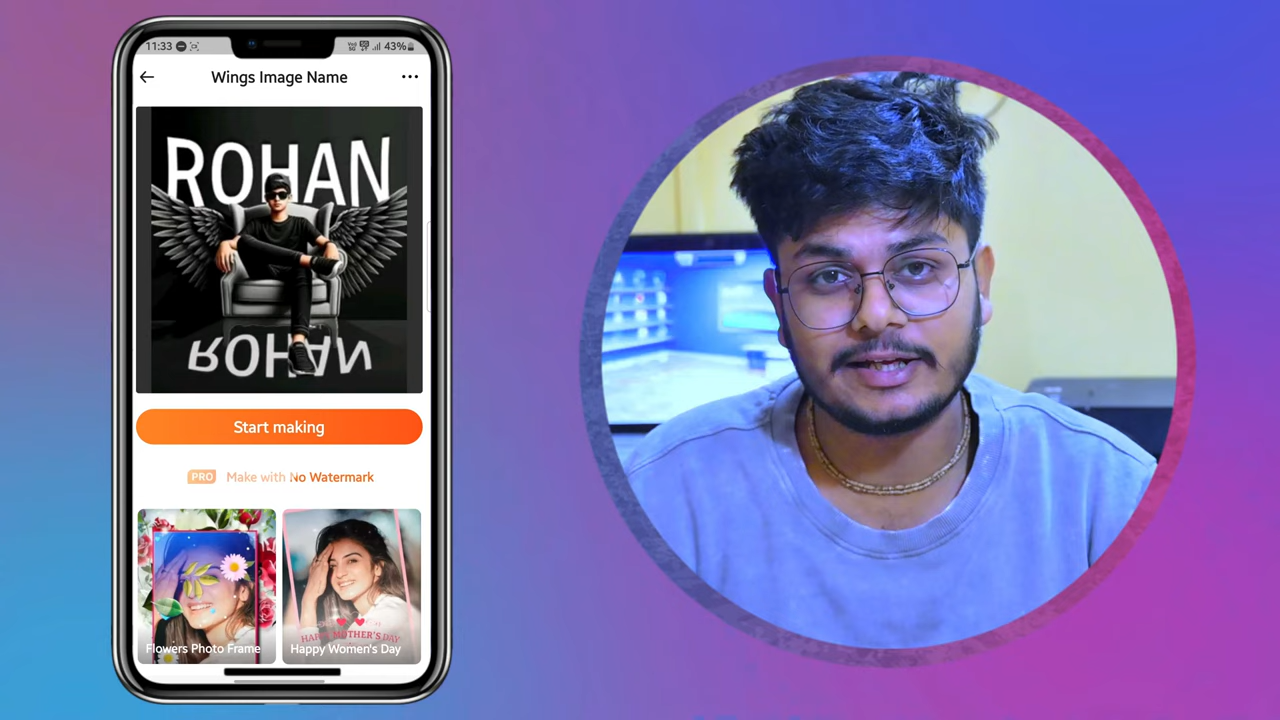 11:33
43%
Wings Image Name
ROHAN
ROHAN
Start making
PRO Make with No Watermark
HAPPY MOTHER'S DAY
Flowers Photo Frame
Happy Women's Day